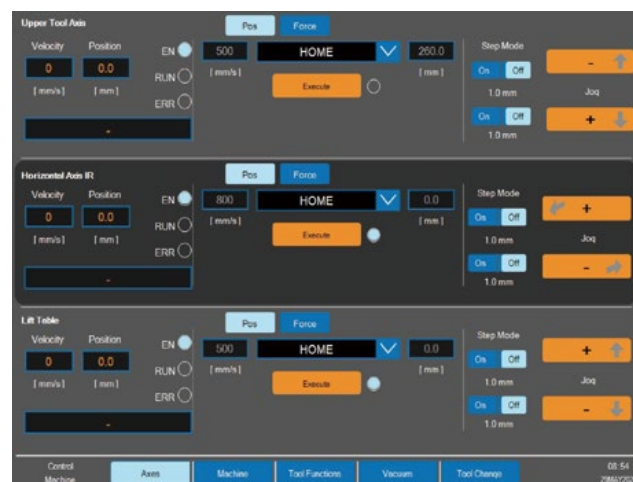 Upper Tool Axis
Pos Force
Velocity Position EN 500 HOME 260.0 Step Mode
0 0.0 [mm/s] [mm] On Off -
[mm/s] [mm] RUN Execute 1.0 mm Jog
ERR On Off +
- 1.0 mm
Horizontal Axis IR
Pos Force
Velocity Position EN 800 HOME 0.0 Step Mode
0 0.0 [mm/s] [mm] On Off +
[mm/s] [mm] RUN Execute 1.0 mm Jog
ERR On Off -
- 1.0 mm
Lift Table
Pos Force
Velocity Position EN 500 HOME 0.0 Step Mode
0 0.0 [mm/s] [mm] On Off +
[mm/s] [mm] RUN Execute 1.0 mm Jog
ERR On Off -
- 1.0 mm
Control Machine Axes Machine Tool Functions Vacuum Tool Change 08:54